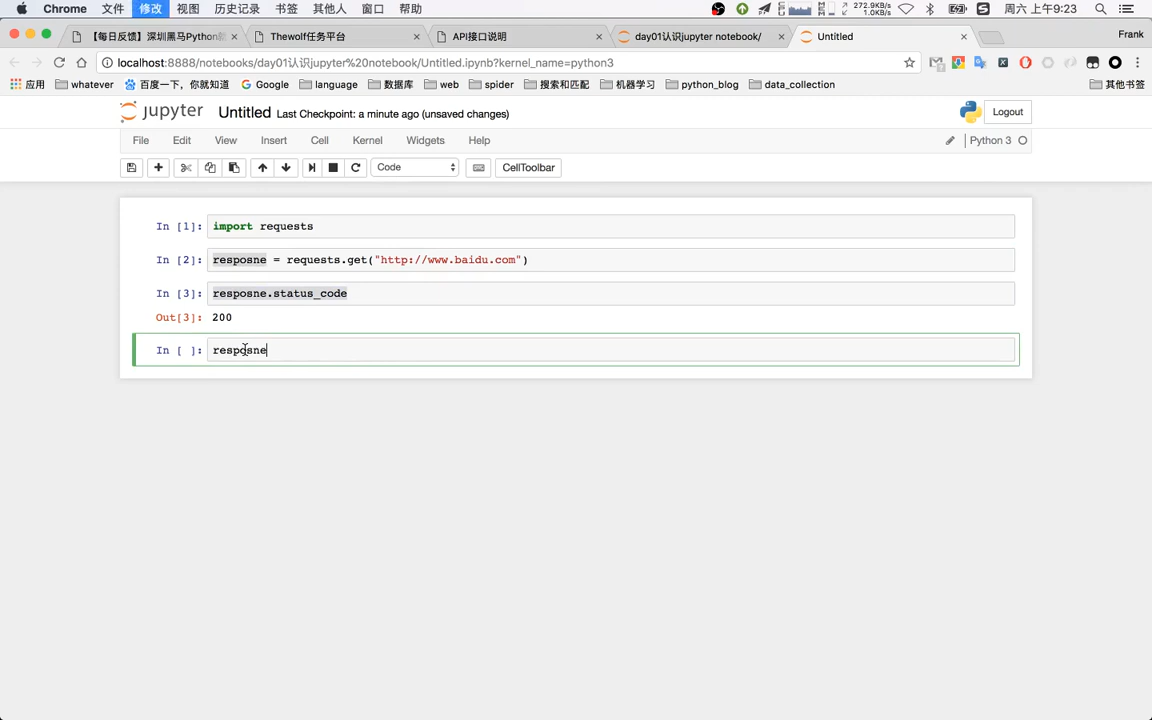 Chrome 文件 修改 视图 历史记录 书签 其他人 窗口 帮助 272.9KB/s 1.0KB/s 周六 上午9:23
【每日反馈】深圳黑马Python Thewolf任务平台 API接口说明 day01认识jupyter notebook/ Untitled Frank
localhost:8888/notebooks/day01认识jupyter%20notebook/Untitled.ipynb?kernel_name=python3
应用 whatever 百度一下，你就知道 Google language 数据库 web spider 搜索和匹配 机器学习 python_blog data_collection 其他书签
jupyter Untitled Last Checkpoint: a minute ago (unsaved changes) Logout
File Edit View Insert Cell Kernel Widgets Help Python 3
Code CellToolbar
In [1]: import requests
In [2]: resposne = requests.get("http://www.baidu.com")
In [3]: resposne.status_code
Out[3]: 200
In [ ]: resposne